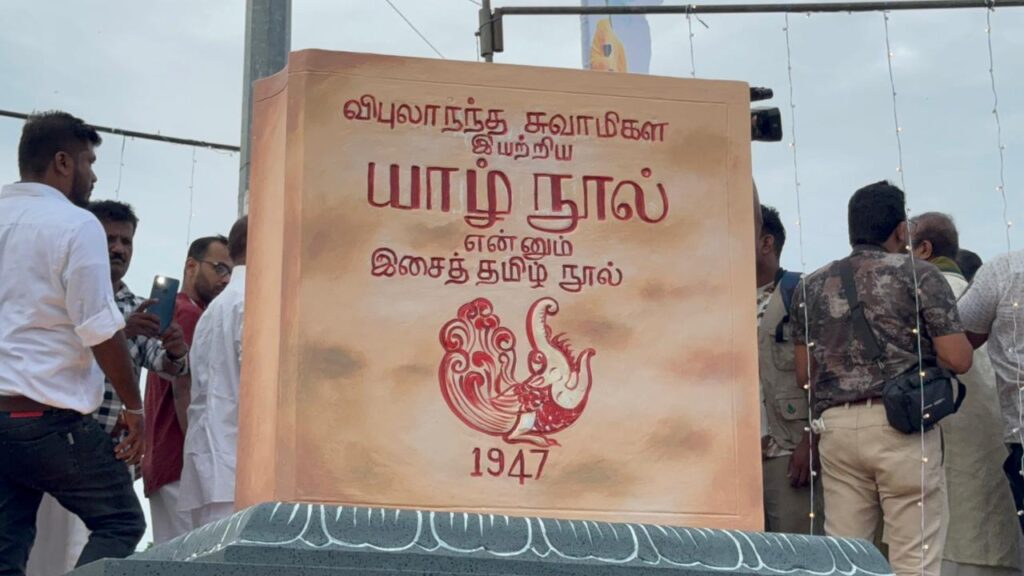 விபுலாநந்த சுவாமிகள
இயற்றிய
யாழ் நூல்
என்னும்
இசைத் தமிழ் நூல்
1947